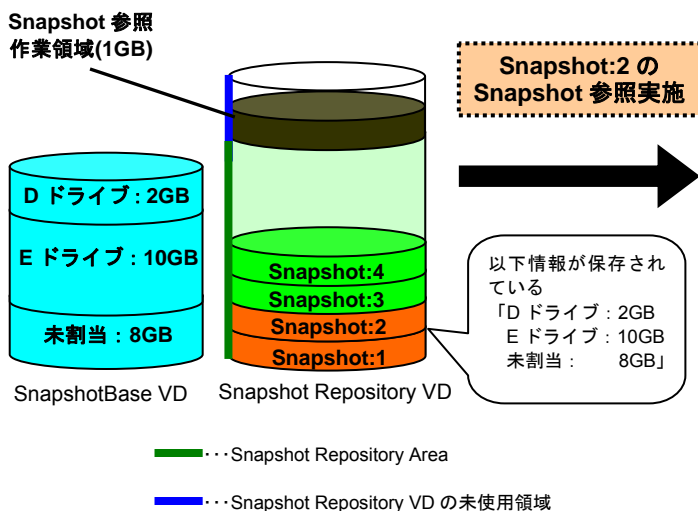 Snapshot 参照
作業領域(1GB)
Snapshot:2 の
Snapshot 参照実施
D ドライブ : 2GB
E ドライブ : 10GB
未割当 : 8GB
SnapshotBase VD
Snapshot:4
Snapshot:3
Snapshot:2
Snapshot:1
Snapshot Repository VD
以下情報が保存され
ている
「D ドライブ : 2GB
E ドライブ : 10GB
未割当 : 8GB」
･･･Snapshot Repository Area
･･･Snapshot Repository VD の未使用領域